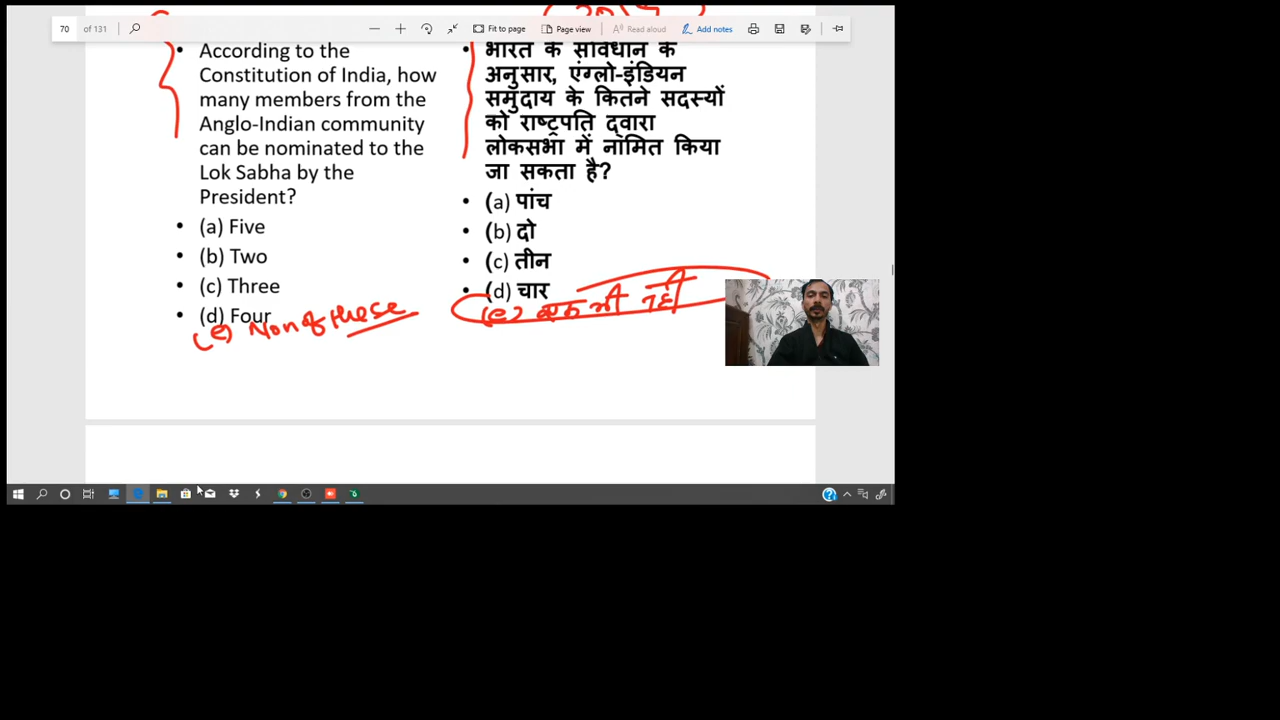 70 of 131
Fit to page
Page view
Read aloud
Add notes
According to the
Constitution of India, how
many members from the
Anglo-Indian community
can be nominated to the
Lok Sabha by the
President?
(a) Five
(b) Two
(c) Three
(d) Four
(e) Non of these
भारत के संविधान के
अनुसार, एंग्लो-इंडियन
समुदाय के कितने सदस्यों
को राष्ट्रपति द्वारा
लोकसभा में नामित किया
जा सकता है?
(a) पांच
(b) दो
(c) तीन
(d) चार
(e) एक भी नही